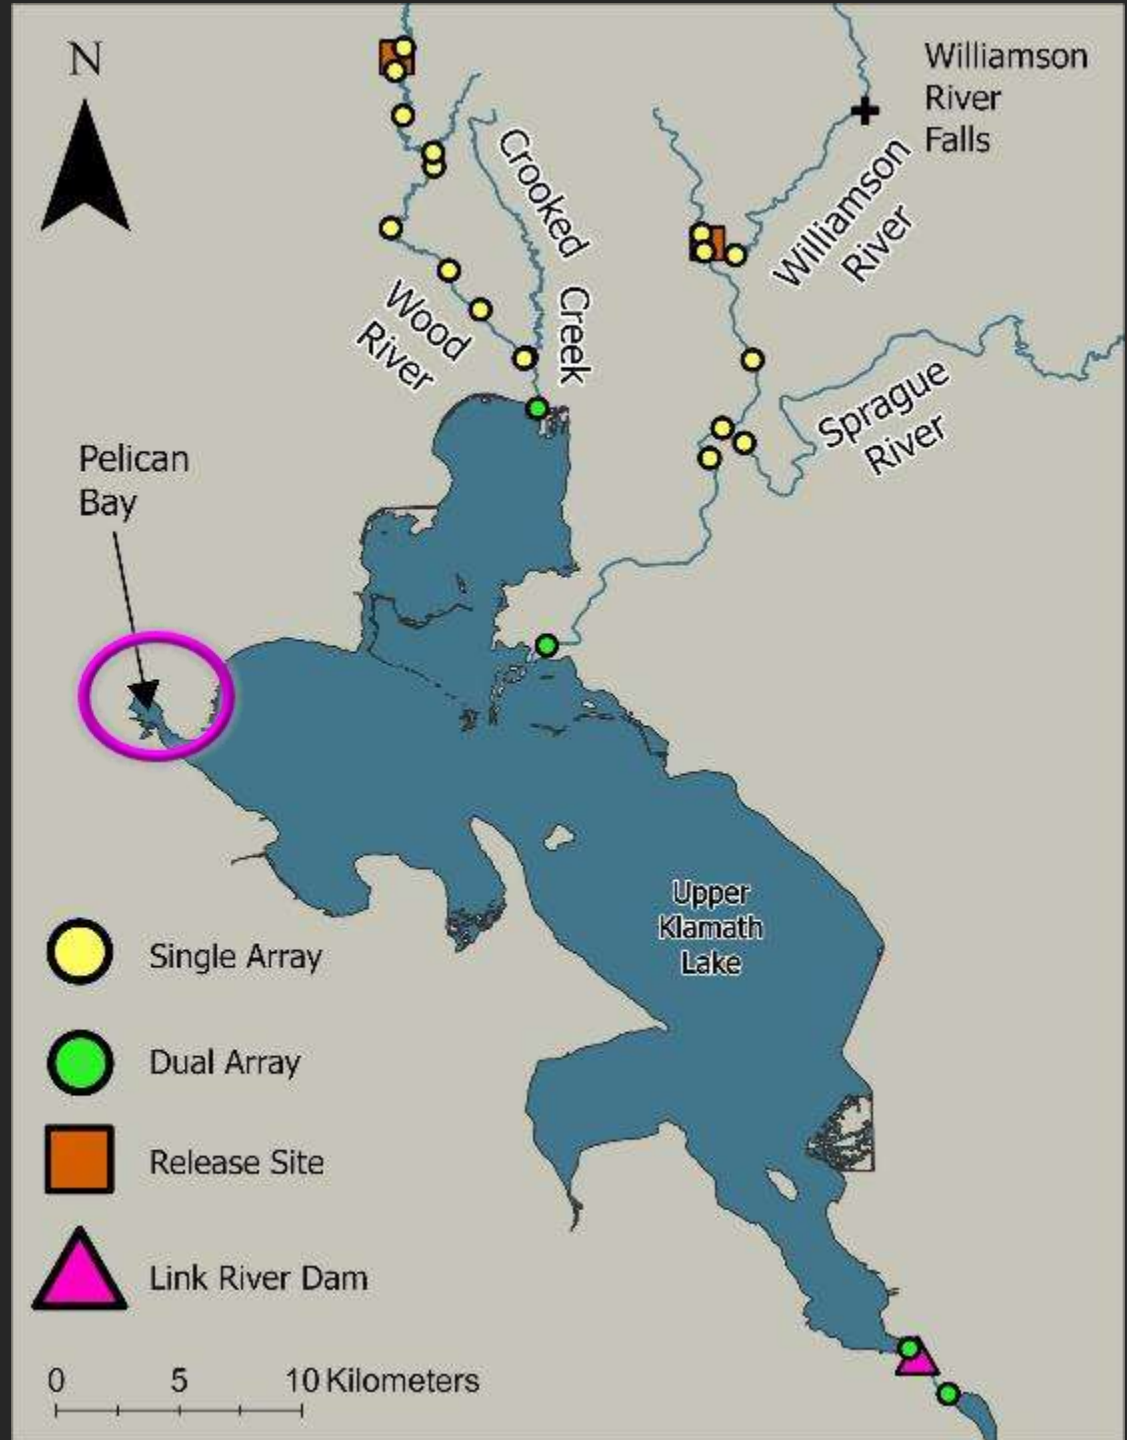 N
Williamson
River
Falls
Crooked
Creek
Williamson
River
Wood
River
Sprague
River
Pelican
Bay
Upper
Klamath
Lake
Single Array
Dual Array
Release Site
Link River Dam
0 5 10 Kilometers